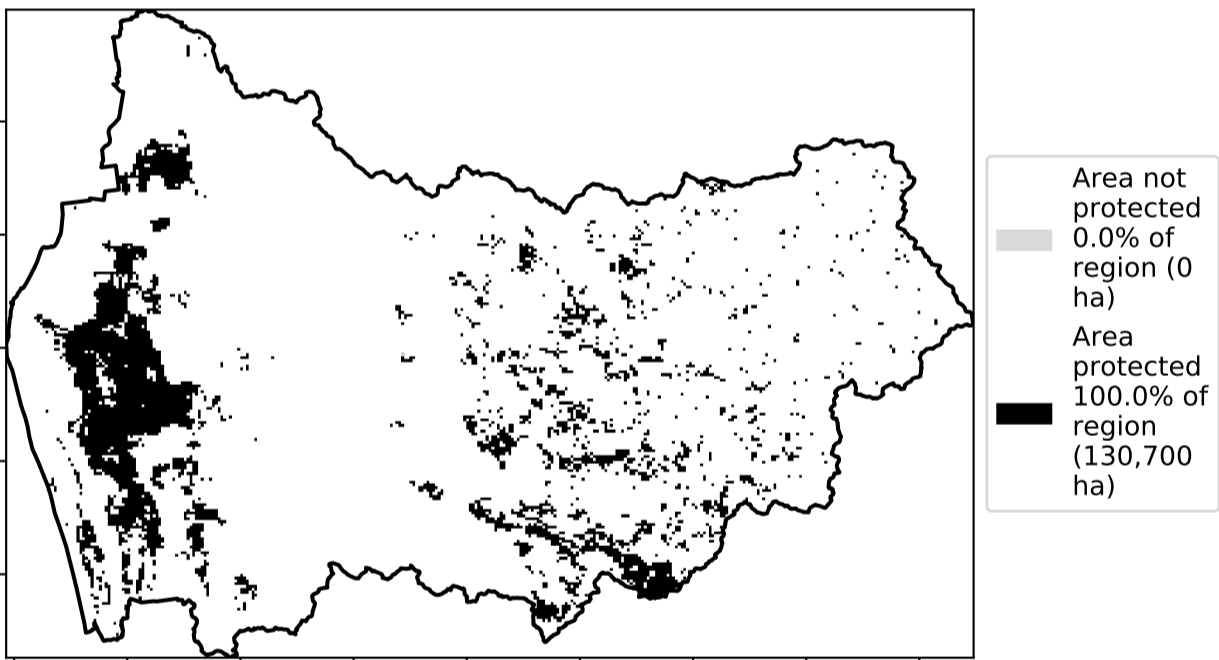 Area not
protected
0.0% of
region (0
ha)
Area
protected
100.0% of
region
(130,700
ha)